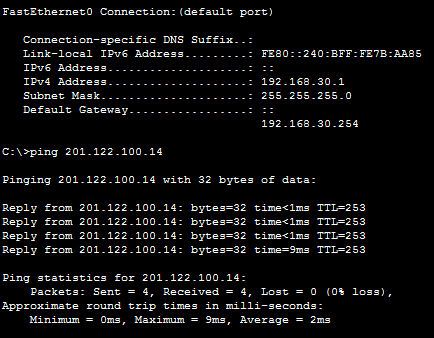 FastEthernet0 Connection:(default port)
Connection-specific DNS Suffix..:
Link-local IPv6 Address.........: FE80::240:BFF:FE7B:AA85
IPv6 Address....................: ::
IPv4 Address....................: 192.168.30.1
Subnet Mask.....................: 255.255.255.0
Default Gateway.................: ::
192.168.30.254
C:\>ping 201.122.100.14
Pinging 201.122.100.14 with 32 bytes of data:
Reply from 201.122.100.14: bytes=32 time<1ms TTL=253
Reply from 201.122.100.14: bytes=32 time<1ms TTL=253
Reply from 201.122.100.14: bytes=32 time<1ms TTL=253
Reply from 201.122.100.14: bytes=32 time=9ms TTL=253
Ping statistics for 201.122.100.14:
Packets: Sent = 4, Received = 4, Lost = 0 (0% loss),
Approximate round trip times in milli-seconds:
Minimum = 0ms, Maximum = 9ms, Average = 2ms